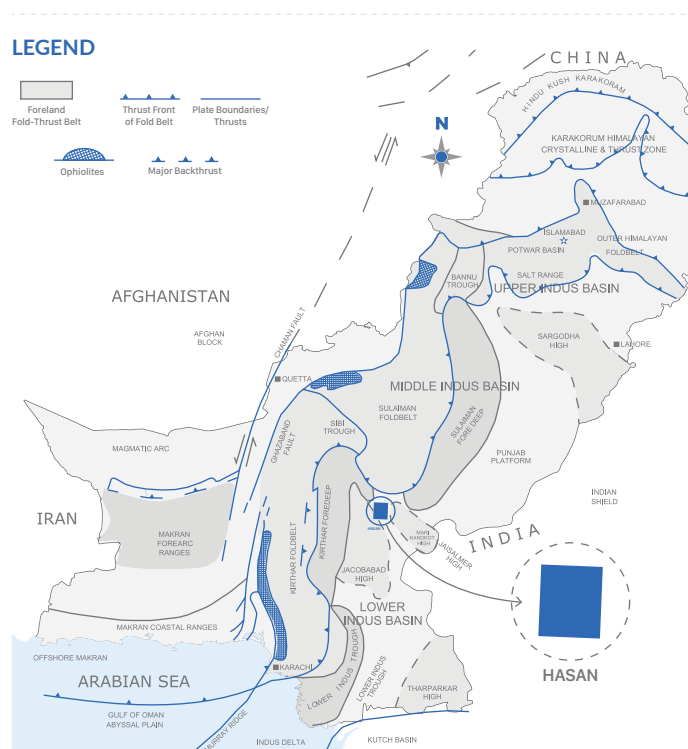 LEGEND
Foreland
Fold-Thrust Belt
Thrust Front
of Fold Belt
Plate Boundaries/
Thrusts
Ophiolites
Major Backthrust
N
CHINA
HINDU KUSH KARAKORAM
KARAKORUM HIMALAYAN
CRYSTALLINE & THRUST ZONE
MUZAFARABAD
ISLAMABAD
OUTER HIMALAYAN
FOLDBELT
POTWAR BASIN
SALT RANGE
BANNU
TROUGH
UPPER INDUS BASIN
AFGHANISTAN
AFGHAN
BLOCK
CHAMAN FAULT
SARGODHA
HIGH
LAHORE
QUETTA
MIDDLE INDUS BASIN
SULAIMAN
FOLDBELT
SULAIMAN
FORE DEEP
SIBI
TROUGH
GHAZABAND
FAULT
MAGMATIC ARC
PUNJAB
PLATFORM
INDIAN
SHIELD
IRAN
MAKRAN
FOREARC
RANGES
KIRTHAR FOLDBELT
KIRTHAR FOREDEEP
MARI
KANDKOT
HIGH
INDIA
JAISALMER
HIGH
JACOBABAD
HIGH
LOWER
INDUS BASIN
MAKRAN COASTAL RANGES
OFFSHORE MAKRAN
KARACHI
ARABIAN SEA
LOWER INDUS TROUGH
LOWER INDUS
TROUGH
THARPARKAR
HIGH
HASAN
GULF OF OMAN
ABYSSAL PLAIN
MURRAY RIDGE
INDUS DELTA
KUTCH BASIN